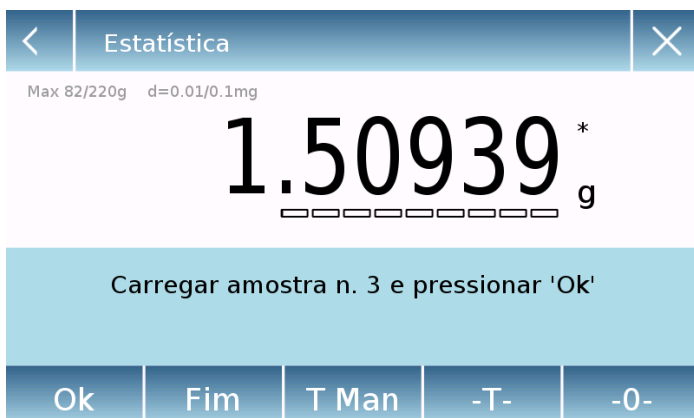 Estatística
Max 82/220g d=0.01/0.1mg
1.50939 *
g
Carregar amostra n. 3 e pressionar 'Ok'
Ok Fim T Man -T- -0-